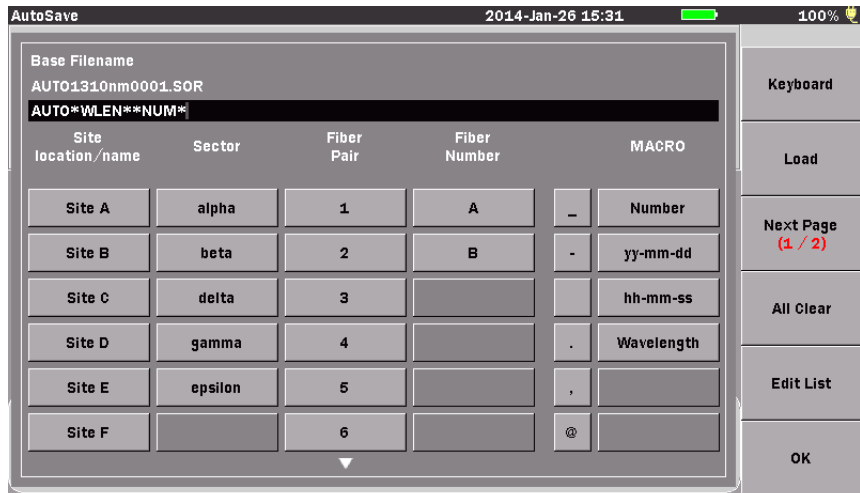 AutoSave 2014-Jan-26 15:31 100%
Base Filename
AUTO1310nm0001.SOR
AUTO*WLEN**NUM*
Site location/name Sector Fiber Pair Fiber Number MACRO
Site A alpha 1 A _ Number
Site B beta 2 B - yy-mm-dd
Site C delta 3 hh-mm-ss
Site D gamma 4 . Wavelength
Site E epsilon 5 ,
Site F 6 @
Keyboard
Load
Next Page
(1 / 2)
All Clear
Edit List
OK